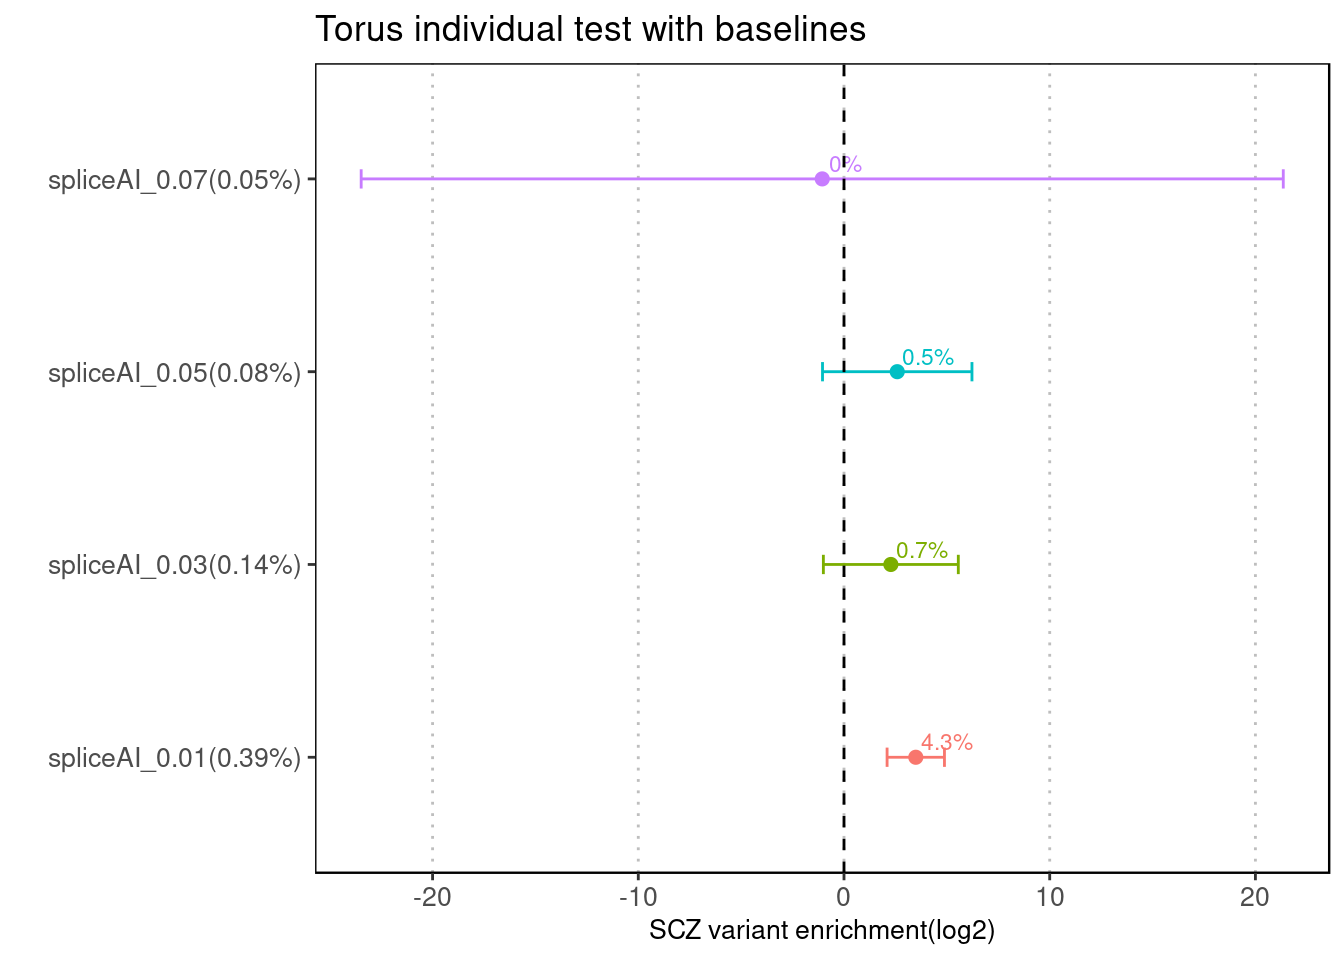 Torus individual test with baselines
spliceAI_0.07(0.05%)
0%
spliceAI_0.05(0.08%)
0.5%
spliceAI_0.03(0.14%)
0.7%
spliceAI_0.01(0.39%)
4.3%
-20 -10 0 10 20
SCZ variant enrichment(log2)